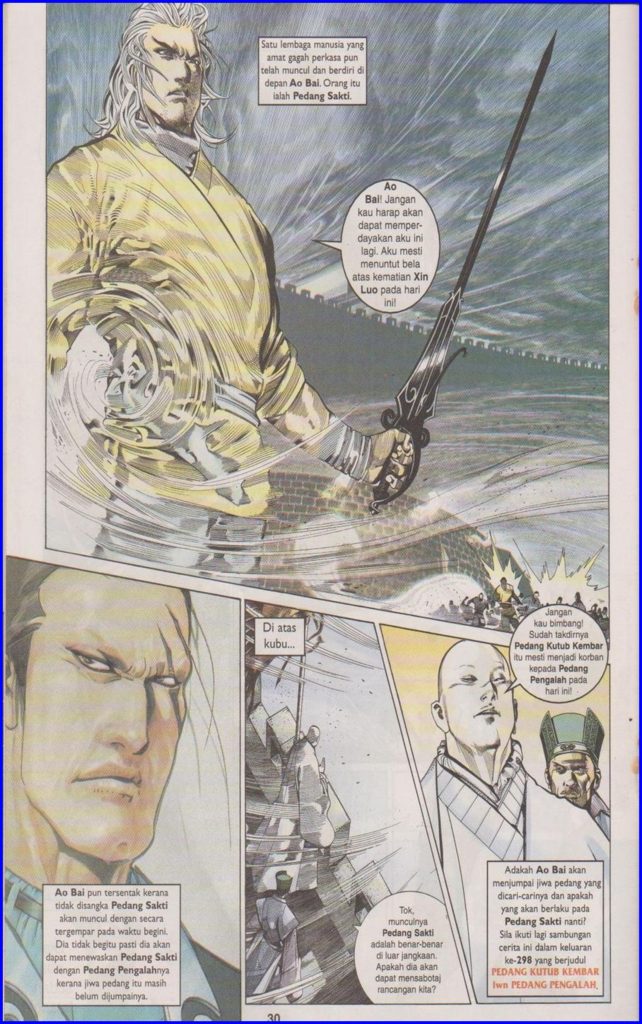 Satu lembaga manusia yang
amat gagah perkasa pun
telah muncul dan berdiri di
depan Ao Bai. Orang itu
ialah Pedang Sakti.
Ao
Bai! Jangan
kau harap akan
dapat memper-
dayakan aku ini
lagi. Aku mesti
menuntut bela
atas kematian Xin
Luo pada hari
ini!
Ao Bai pun tersentak kerana
tidak disangka Pedang Sakti
akan muncul dengan secara
tergempar pada waktu begini.
Dia tidak begitu pasti dia akan
dapat menewaskan Pedang Sakti
dengan Pedang Pengalahnya
kerana jiwa pedang itu masih
belum dijumpainya.
Di atas
kubu...
Tok,
munculnya
Pedang Sakti
adalah benar-benar
di luar jangkaan.
Apakah dia akan
dapat mensabotaj
rancangan kita?
Jangan
kau bimbang!
Sudah takdirnya
Pedang Kutub Kembar
itu mesti menjadi korban
kepada Pedang
Pengalah pada
hari ini!
Adakah Ao Bai akan
menjumpai jiwa pedang yang
dicari-carinya dan apakah
yang akan berlaku pada
Pedang Sakti nanti?
Sila ikuti lagi sambungan
cerita ini dalam keluaran
ke-298 yang berjudul
PEDANG KUTUB KEMBAR
lwn PEDANG PENGALAH.
30